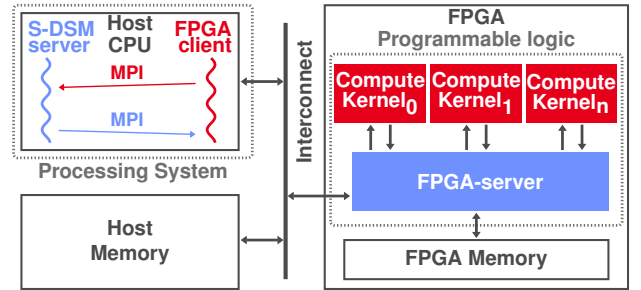 S-DSM server
Host CPU
FPGA client
MPI
MPI
Processing System
Host
Memory
Interconnect
FPGA
Programmable logic
Compute Kernel0
Compute Kernel1
Compute Kerneln
FPGA-server
FPGA Memory